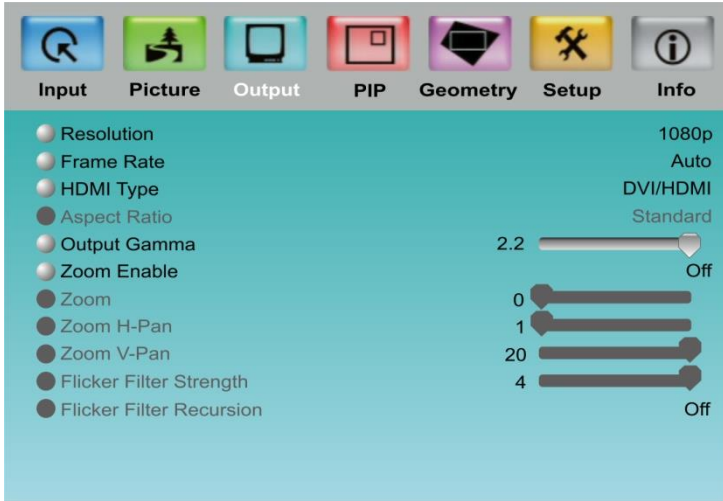 Input Picture Output PIP Geometry Setup Info
Resolution 1080p
Frame Rate Auto
HDMI Type DVI/HDMI
Aspect Ratio Standard
Output Gamma 2.2
Zoom Enable Off
Zoom 0
Zoom H-Pan 1
Zoom V-Pan 20
Flicker Filter Strength 4
Flicker Filter Recursion Off